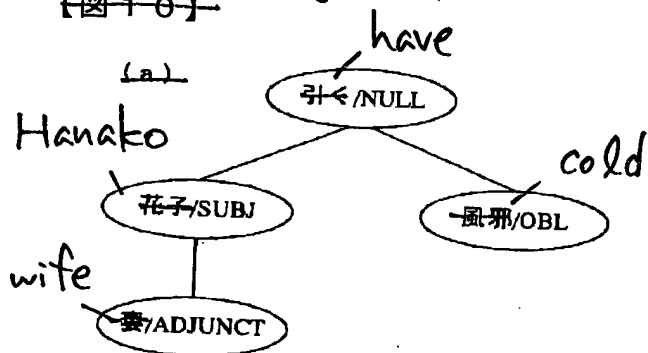 【図10】
have
(a)
引く/NULL
Hanako
cold
花子/SUBJ
風邪/OBL
wife
妻/ADJUNCT